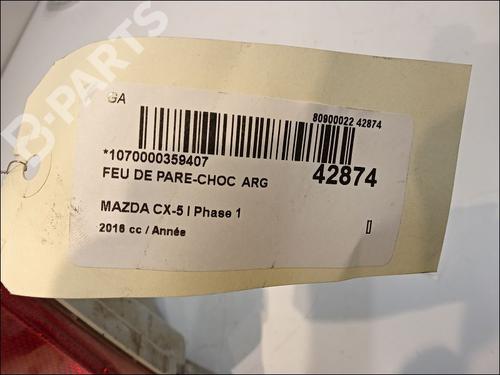 B-PARTS
GA
80900022 42874
*1070000359407
FEU DE PARE-CHOC ARG
42874
MAZDA CX-5 I Phase 1
2016 cc / Année